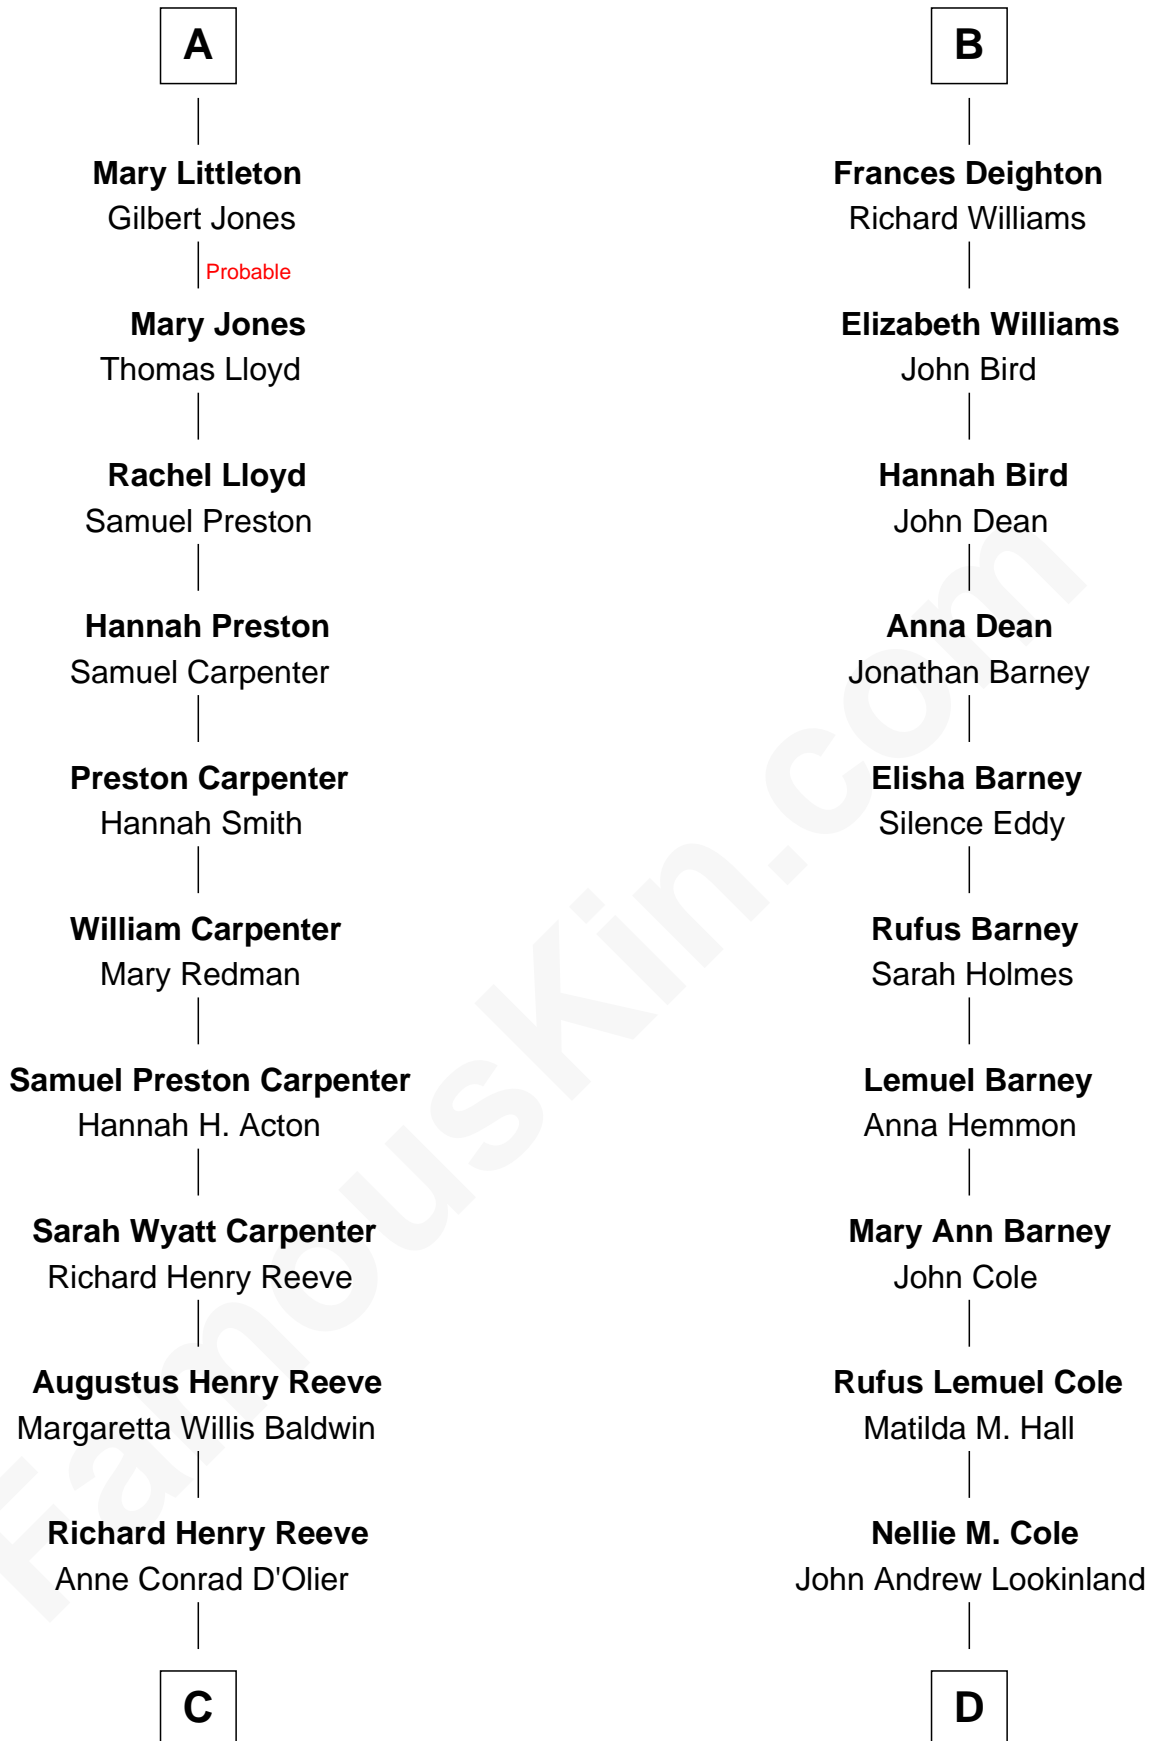 A
Mary Littleton
Gilbert Jones
Probable
Mary Jones
Thomas Lloyd
Rachel Lloyd
Samuel Preston
Hannah Preston
Samuel Carpenter
Preston Carpenter
Hannah Smith
William Carpenter
Mary Redman
Samuel Preston Carpenter
Hannah H. Acton
Sarah Wyatt Carpenter
Richard Henry Reeve
Augustus Henry Reeve
Margaretta Willis Baldwin
Richard Henry Reeve
Anne Conrad D'Olier
C
B
Frances Deighton
Richard Williams
Elizabeth Williams
John Bird
Hannah Bird
John Dean
Anna Dean
Jonathan Barney
Elisha Barney
Silence Eddy
Rufus Barney
Sarah Holmes
Lemuel Barney
Anna Hemmon
Mary Ann Barney
John Cole
Rufus Lemuel Cole
Matilda M. Hall
Nellie M. Cole
John Andrew Lookinland
D
FamousKin.com